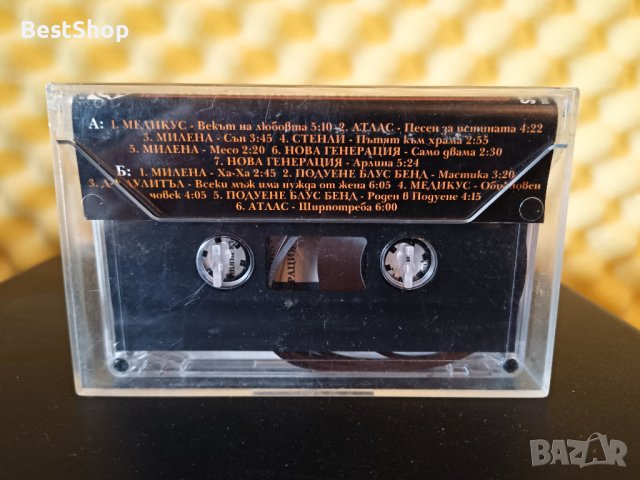 BestShop
А: 1. МЕДИКУС - Векът на любовта 5:10 2. АТЛАС - Песен за истината 4:22
3. МИЛЕНА - Сън 3:45 4. СТЕНЛИ - Пътят към храма 2:55
5. МИЛЕНА - Месо 2:20 6. НОВА ГЕНЕРАЦИЯ - Само двама 2:30
7. НОВА ГЕНЕРАЦИЯ - Арлина 5:24
Б: 1. МИЛЕНА - Ха-Ха 2:45 2. ПОДУЕНЕ БЛУС БЕНД - Мастика 3:20
3. ДУЛИТЪЛ - Всеки мъж има нужда от жена 6:05 4. МЕДИКУС - Обикновен
човек 4:05 5. ПОДУЕНЕ БЛУС БЕНД - Роден в Подуене 4:15
6. АТЛАС - Ширпотреба 6:00
BAZAR